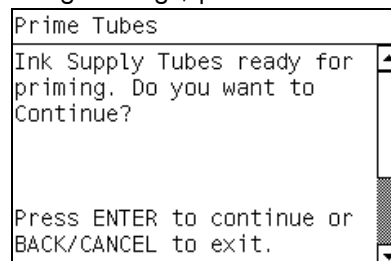 Prime Tubes
Ink Supply Tubes ready for
priming. Do you want to
Continue?
Press ENTER to continue or
BACK/CANCEL to exit.